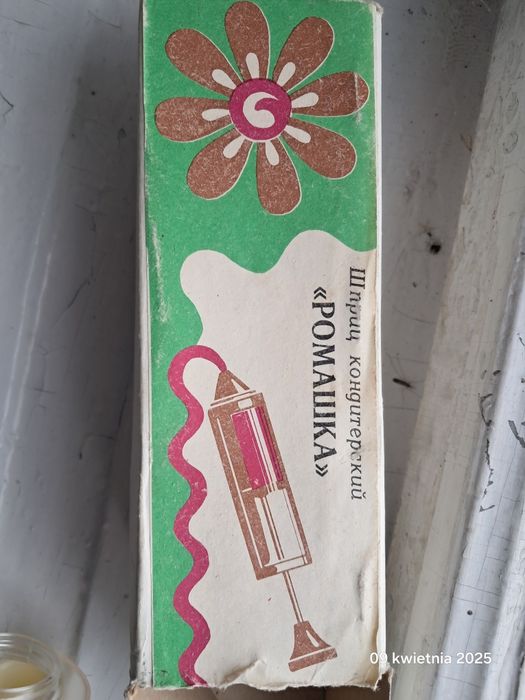 Шприц кондитерский
«РОМАШКА»
09 kwietnia 2025